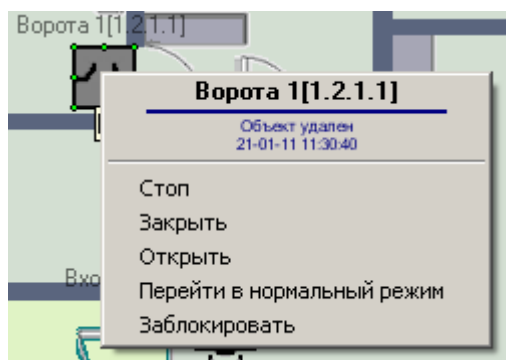 Ворота 1[1.2.1.1]
Ворота 1[1.2.1.1]
Объект удален
21-01-11 11:30:40
Стоп
Закрыть
Открыть
Перейти в нормальный режим
Заблокировать